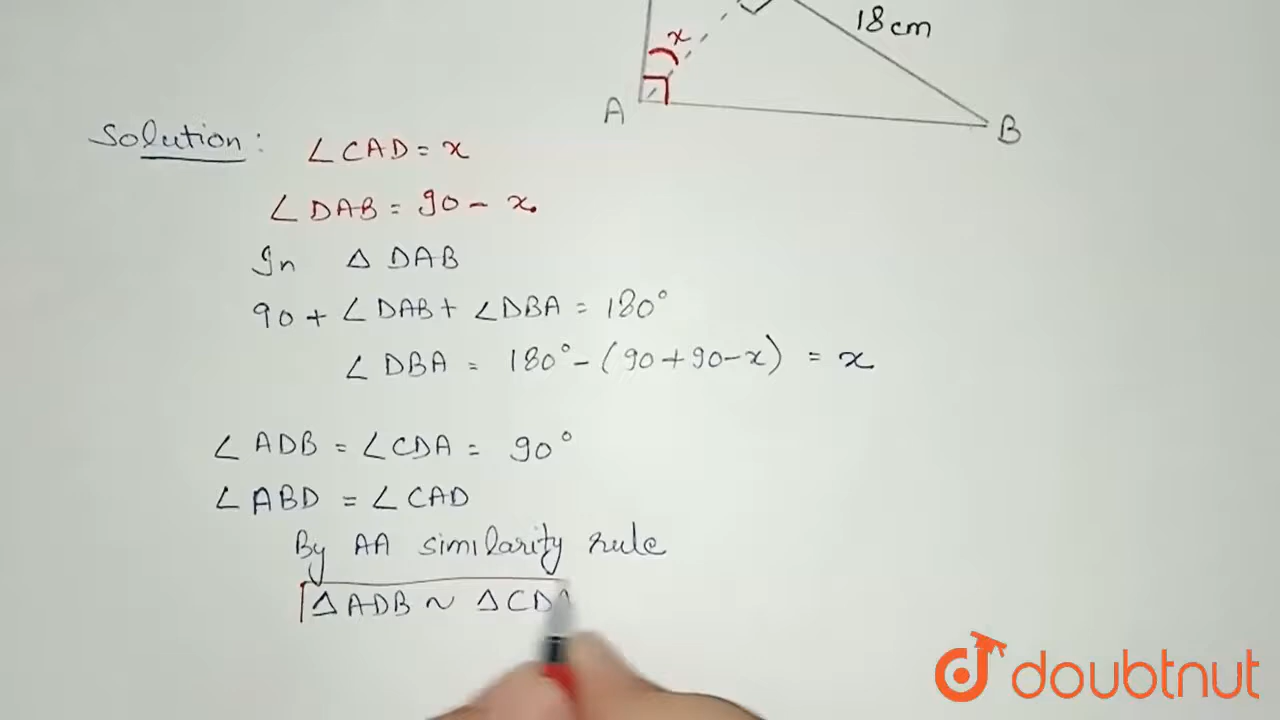 18 cm
x
A
B
Solution : ∠CAD = x
∠DAB = 90 - x.
In Δ DAB
90 + ∠DAB + ∠DBA = 180°
∠DBA = 180° - (90+90-x) = x
∠ADB = ∠CDA = 90°
∠ABD = ∠CAD
By AA similarity rule
ΔADB ~ ΔCD
doubtnut